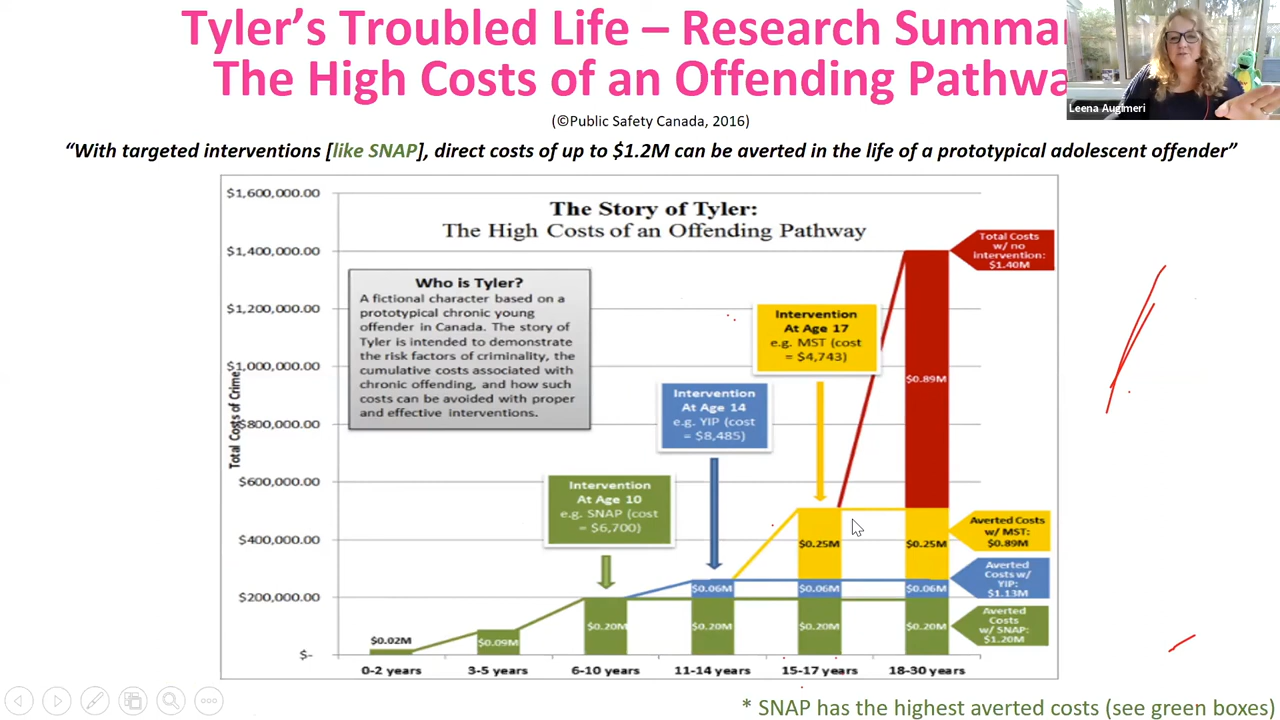 Tyler’s Troubled Life – Research Summar
The High Costs of an Offending Pathwa
Leena Augimeri
(©Public Safety Canada, 2016)
“With targeted interventions [like SNAP], direct costs of up to $1.2M can be averted in the life of a prototypical adolescent offender”
The Story of Tyler:
The High Costs of an Offending Pathway
Total Costs of Crime
$1,600,000.00
$1,400,000.00
$1,200,000.00
$1,000,000.00
$800,000.00
$600,000.00
$400,000.00
$200,000.00
$-
Who is Tyler?
A fictional character based on a
prototypical chronic young
offender in Canada. The story of
Tyler is intended to demonstrate
the risk factors of criminality, the
cumulative costs associated with
chronic offending, and how such
costs can be avoided with proper
and effective interventions.
Intervention
At Age 10
e.g. SNAP (cost
= $6,700)
Intervention
At Age 14
e.g. YIP (cost
= $8,485)
Intervention
At Age 17
e.g. MST (cost
= $4,743)
Total Costs
w/ no
intervention:
$1.40M
$0.89M
$0.25M
$0.25M
Averted Costs
w/ MST:
$0.89M
$0.06M
$0.06M
$0.06M
Averted
Costs w/
YIP:
$1.13M
$0.02M
$0.09M
$0.20M
$0.20M
$0.20M
$0.20M
Averted
Costs
w/ SNAP:
$1.20M
0-2 years
3-5 years
6-10 years
11-14 years
15-17 years
18-30 years
* SNAP has the highest averted costs (see green boxes)